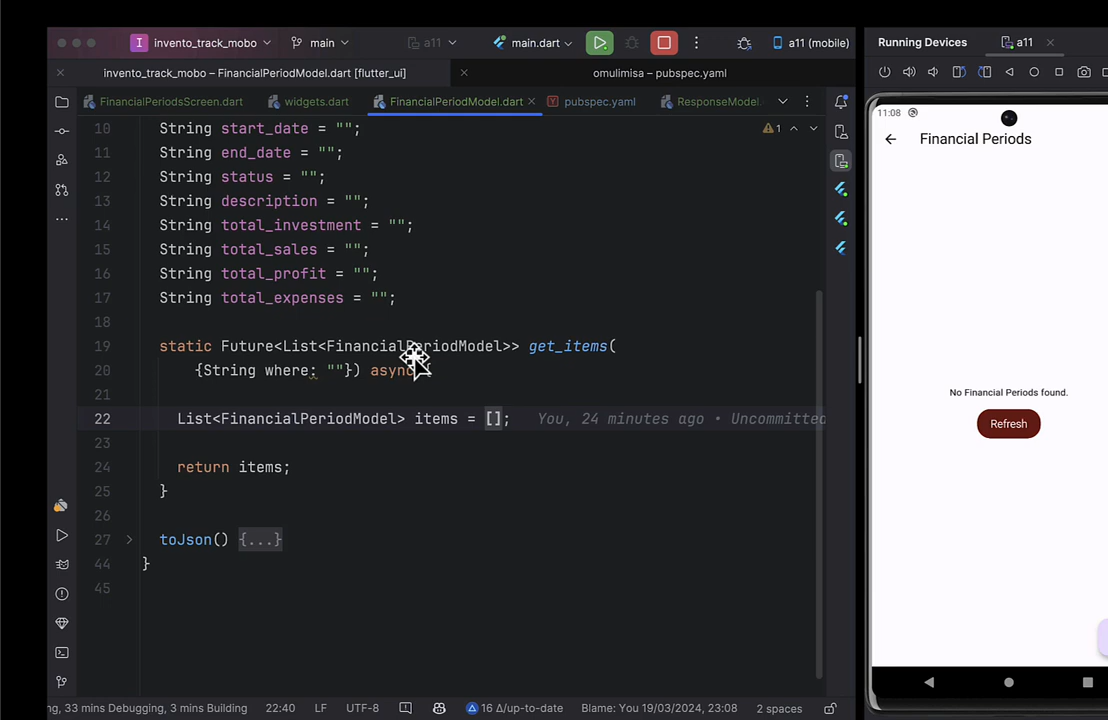 invento_track_mobo
main
a11
main.dart
a11 (mobile)
Running Devices
a11
invento_track_mobo – FinancialPeriodModel.dart [flutter_ui]
omulimisa – pubspec.yaml
FinancialPeriodsScreen.dart
widgets.dart
FinancialPeriodModel.dart
pubspec.yaml
ResponseModel.
1
10 String start_date = "";
11 String end_date = "";
12 String status = "";
13 String description = "";
14 String total_investment = "";
15 String total_sales = "";
16 String total_profit = "";
17 String total_expenses = "";
18
19 static Future<List<FinancialPeriodModel>> get_items(
20 {String where: ""}) async {
21
22 List<FinancialPeriodModel> items = []; You, 24 minutes ago • Uncommitted
23
24 return items;
25 }
26
27 toJson() {...}
44 }
45
11:08
Financial Periods
No Financial Periods found.
Refresh
ng, 33 mins Debugging, 3 mins Building
22:40
LF
UTF-8
16 Δ/up-to-date
Blame: You 19/03/2024, 23:08
2 spaces